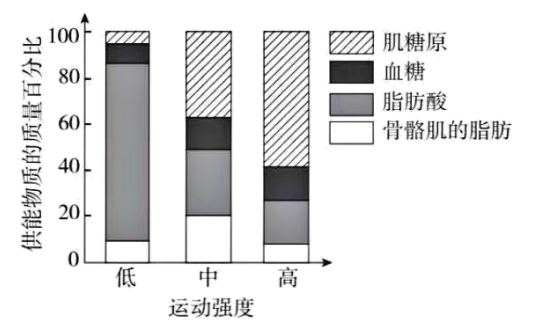 供能物质的质量百分比
100
80
60
40
20
0
低 中 高
运动强度
肌糖原
血糖
脂肪酸
骨骼肌的脂肪